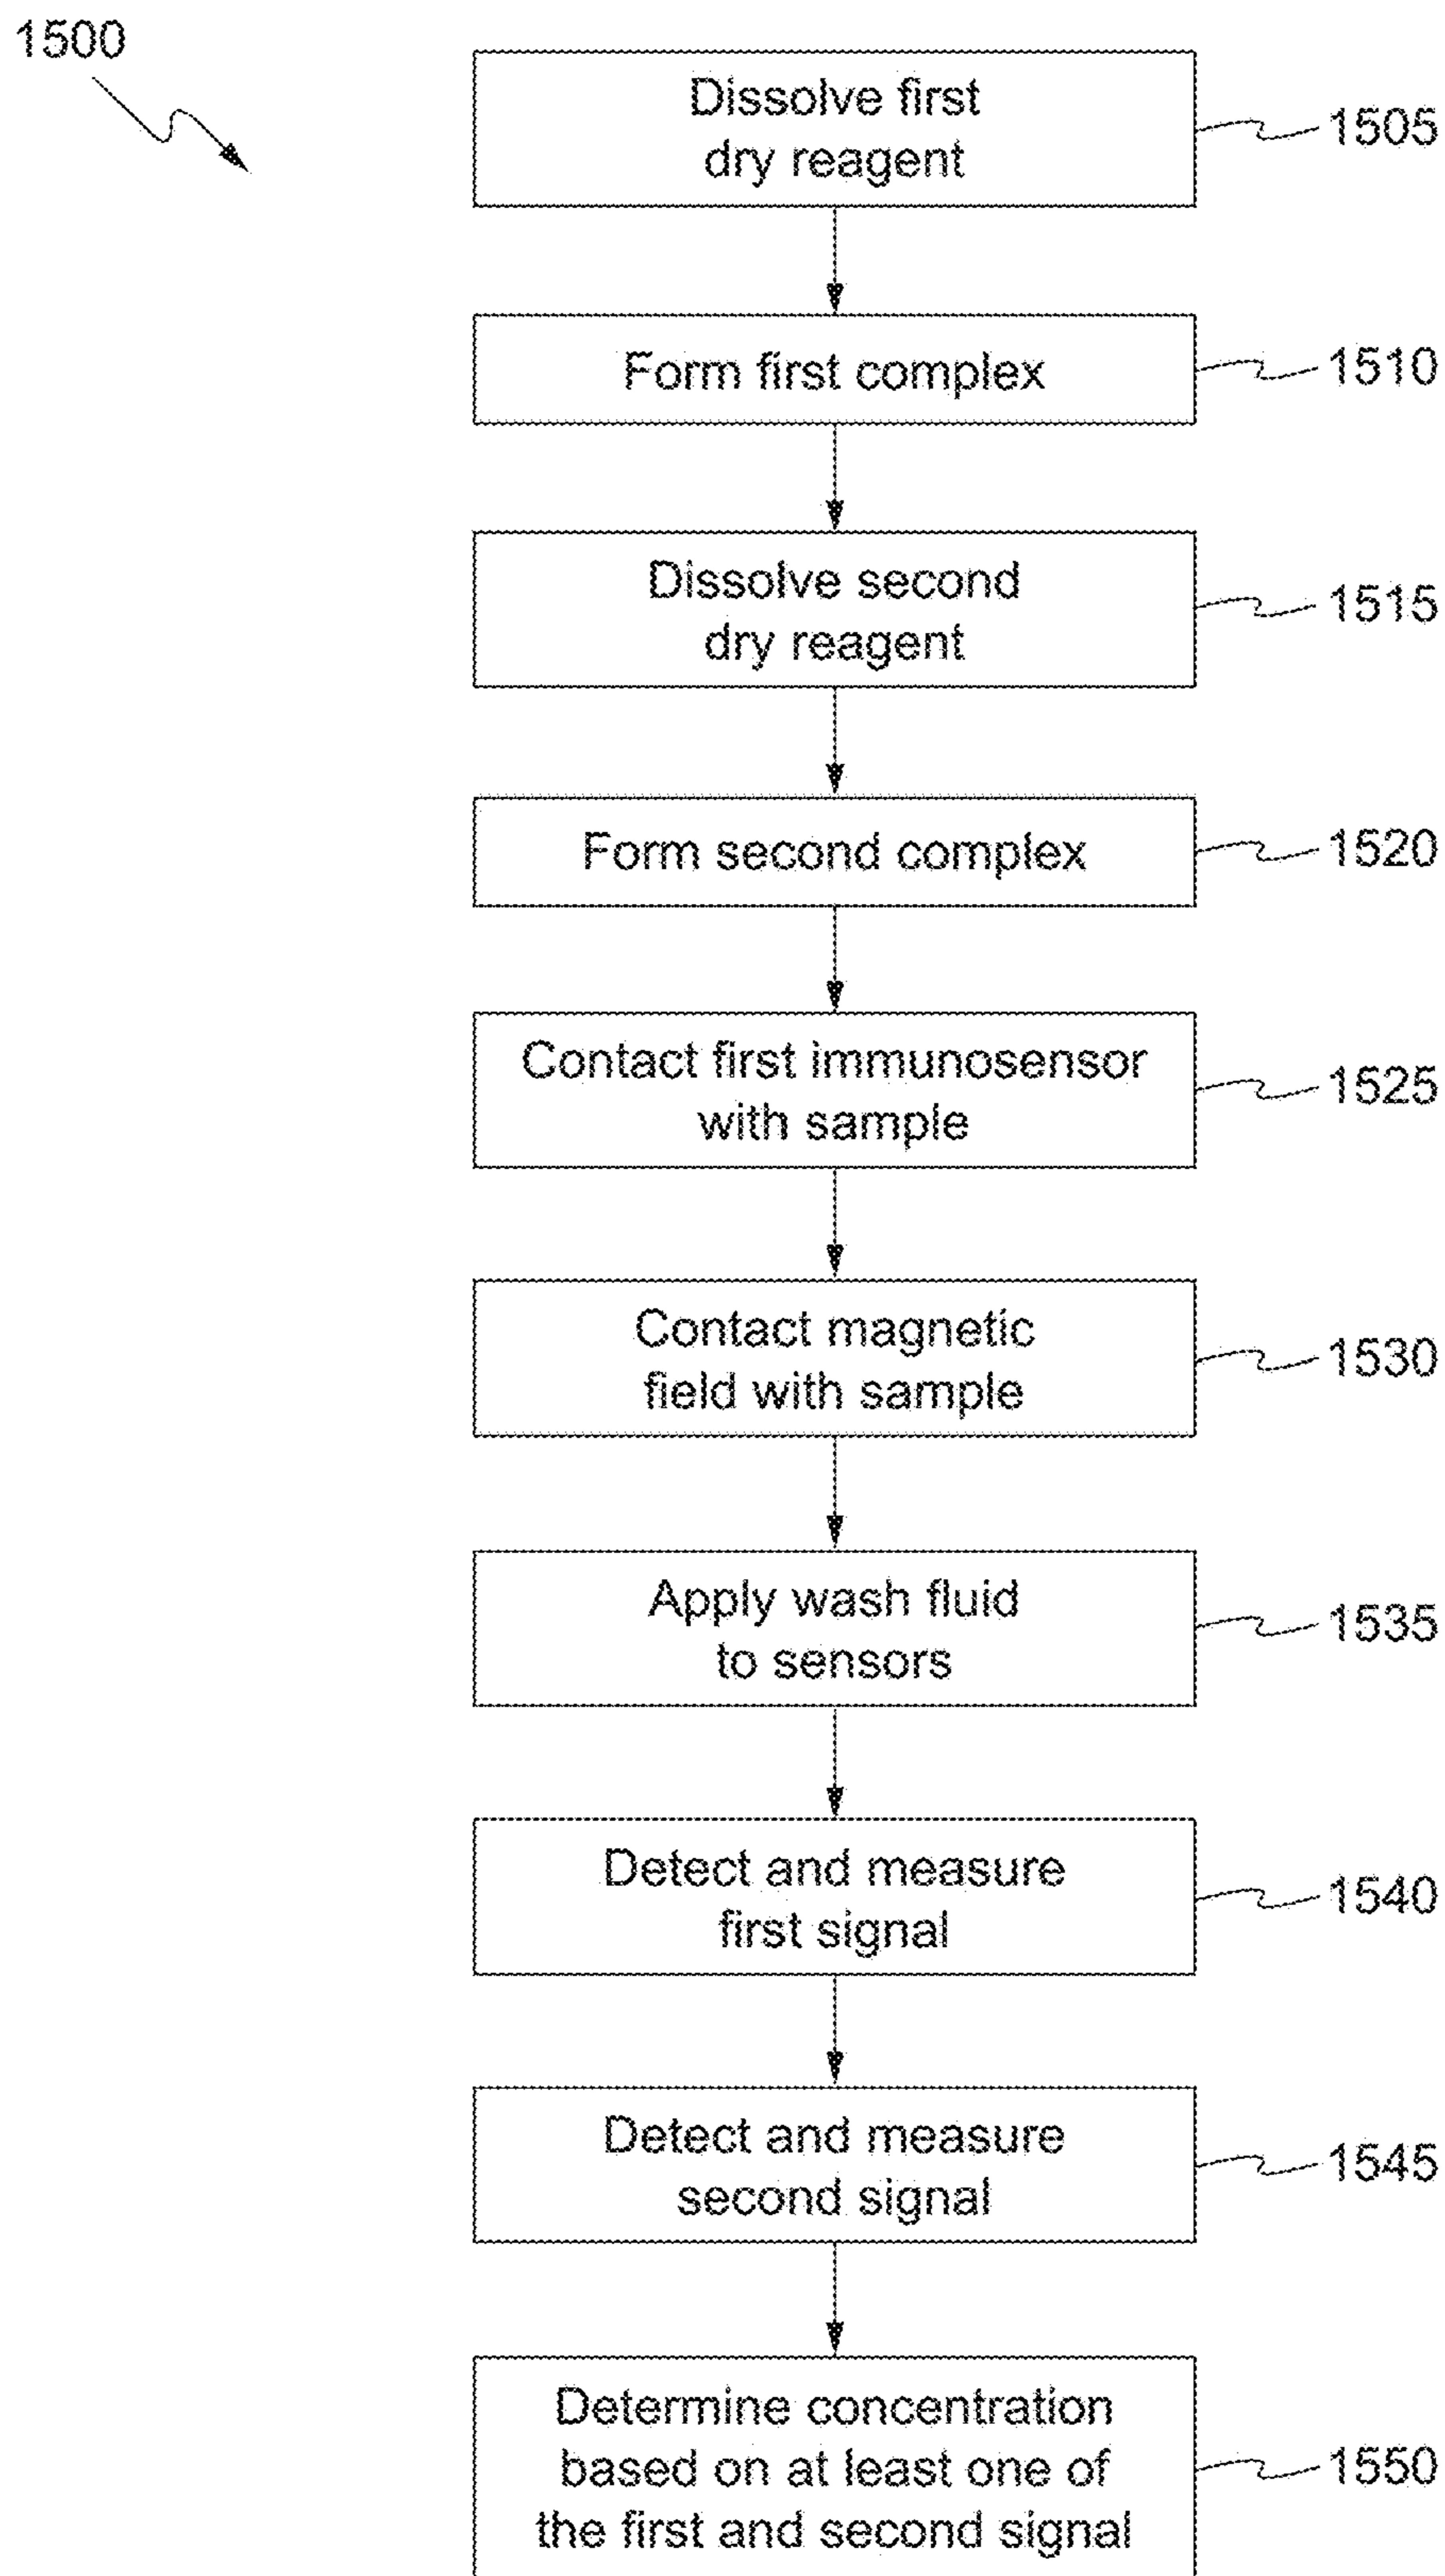 1500
Dissolve first
dry reagent
1505
Form first complex
1510
Dissolve second
dry reagent
1515
Form second complex
1520
Contact first immunosensor
with sample
1525
Contact magnetic
field with sample
1530
Apply wash fluid
to sensors
1535
Detect and measure
first signal
1540
Detect and measure
second signal
1545
Determine concentration
based on at least one of
the first and second signal
1550